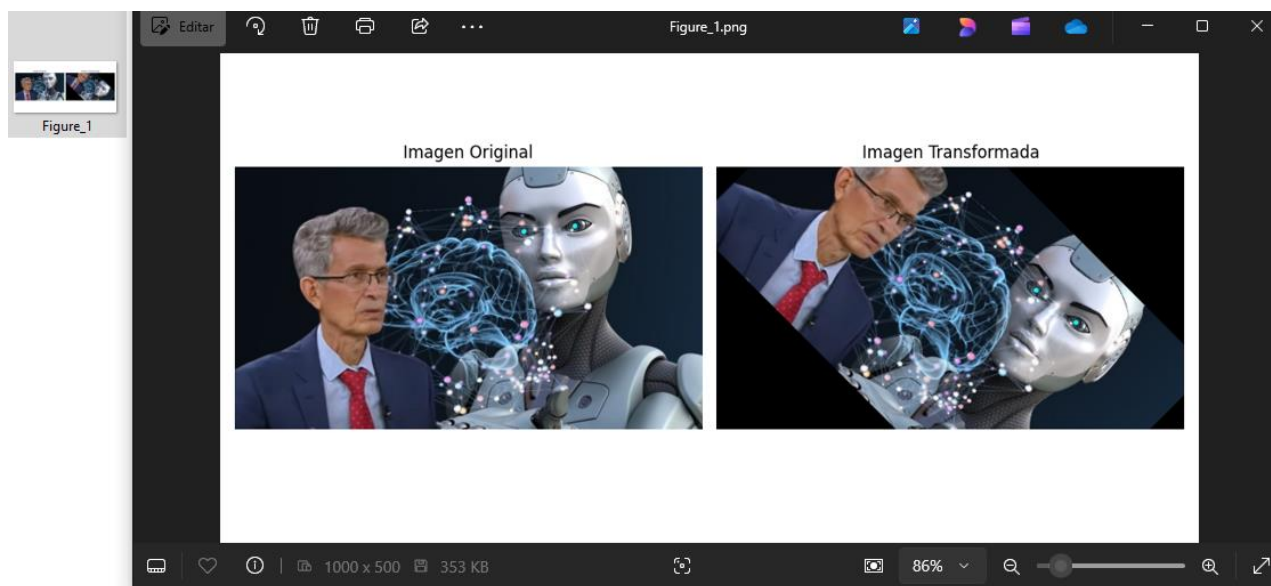 Editar
Figure_1.png
Figure_1
Imagen Original
Imagen Transformada
1000 x 500
353 KB
86%